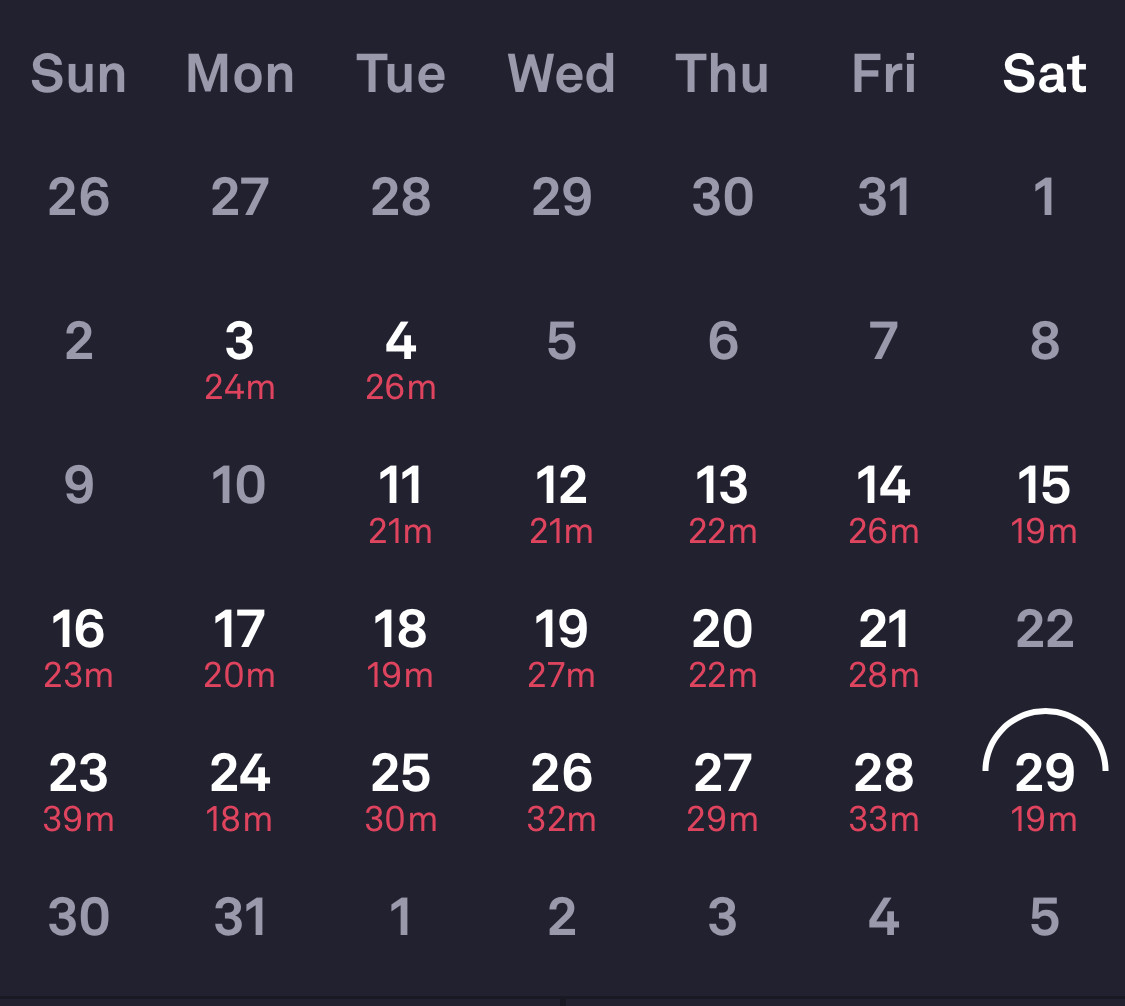 Sun Mon Tue Wed Thu Fri Sat
26 27 28 29 30 31 1
2 3 4 5 6 7 8
24m 26m
9 10 11 12 13 14 15
21m 21m 22m 26m 19m
16 17 18 19 20 21 22
23m 20m 19m 27m 22m 28m
23 24 25 26 27 28 29
39m 18m 30m 32m 29m 33m 19m
30 31 1 2 3 4 5